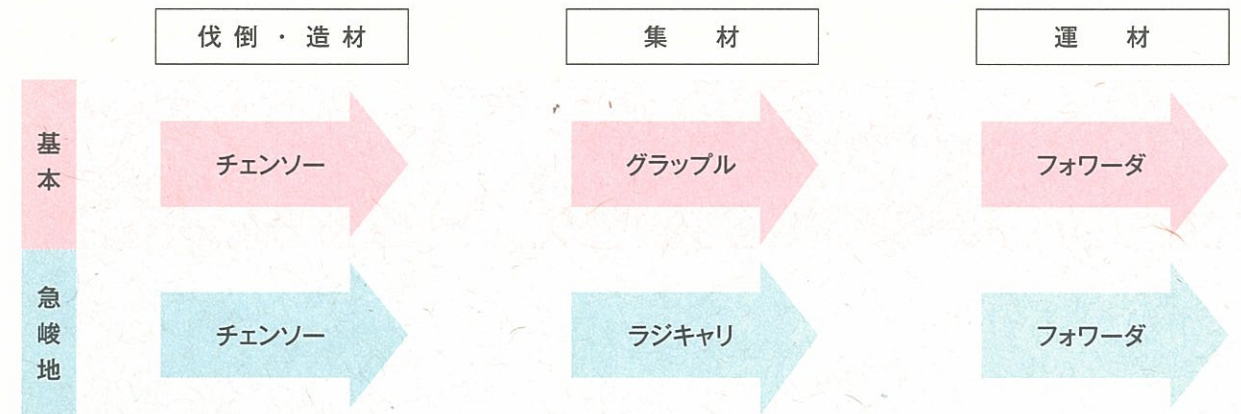 伐倒・造材
集材
運材
基本
チェンソー
グラップル
フォワーダ
急峻地
チェンソー
ラジキャリ
フォワーダ